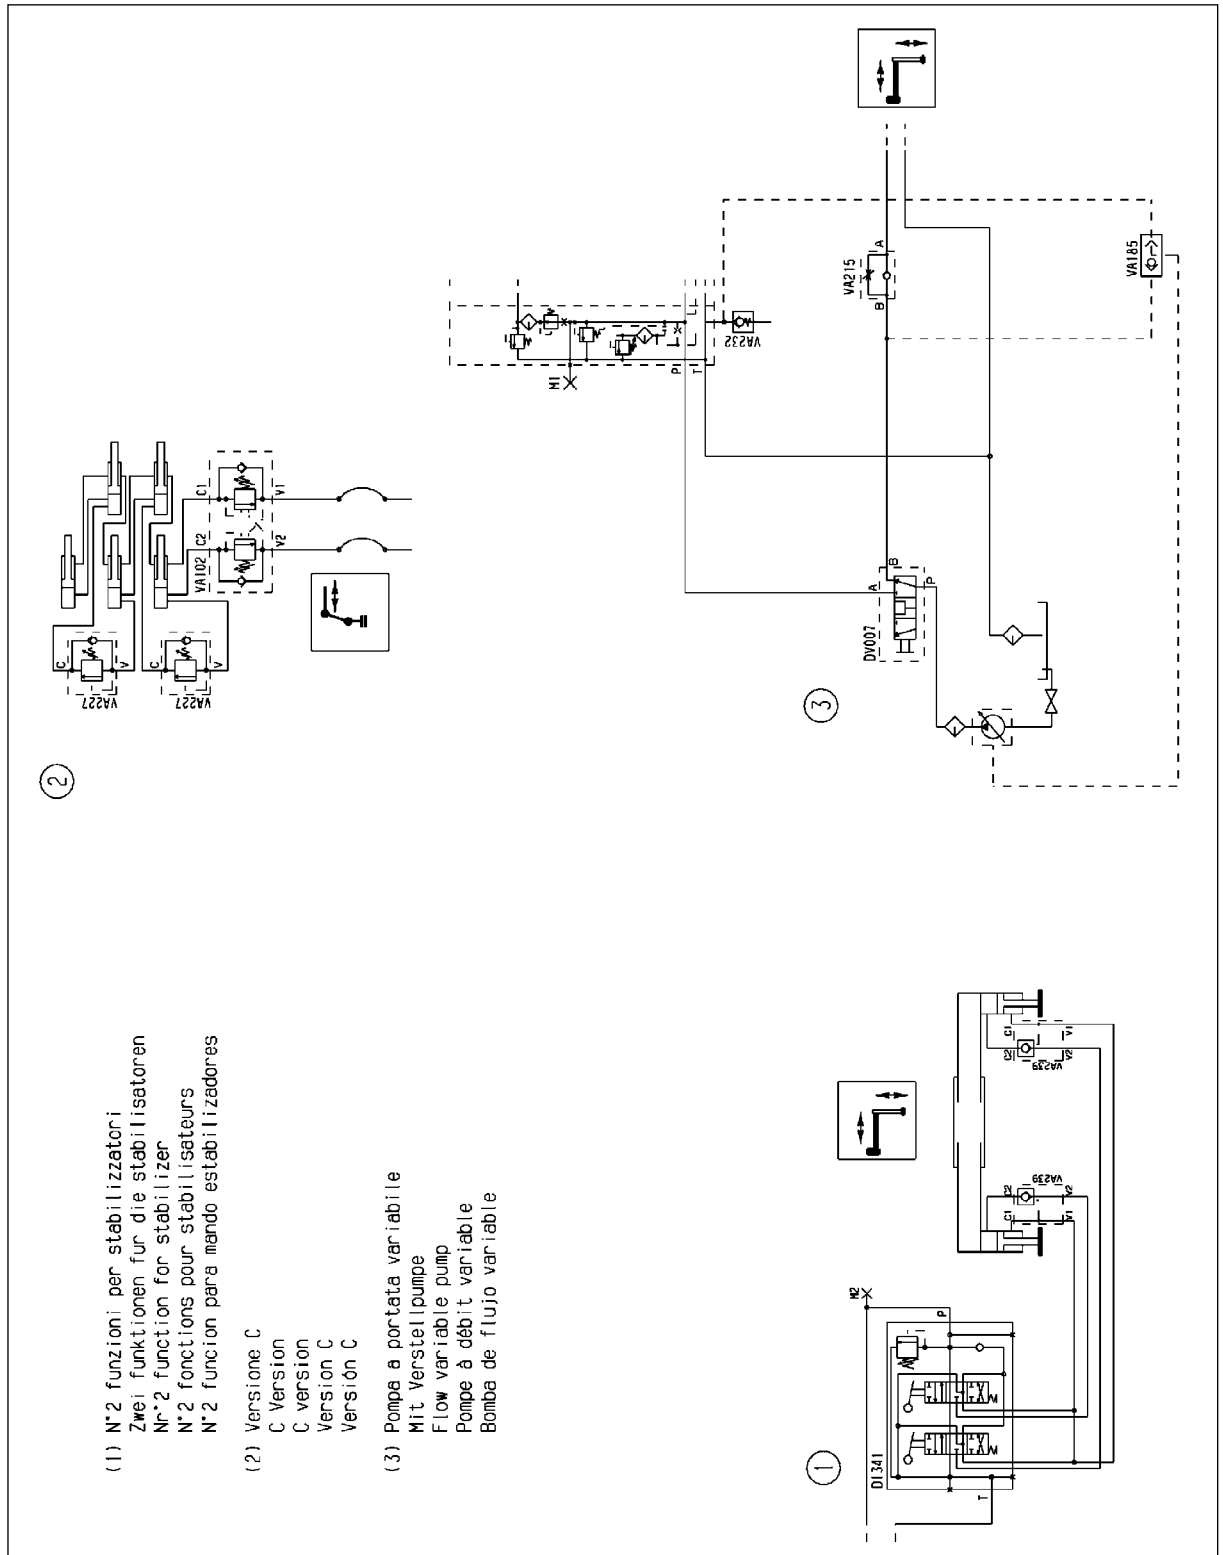 (1) N°2 funzioni per stabilizzatori
Zwei funktionen fur die stabilisatoren
Nr°2 function for stabilizer
N°2 fonctions pour stabilisateurs
N°2 funcion para mando estabilizadores
(2) Versione C
C Version
C version
Version C
Versión C
(3) Pompa a portata variabile
Mit Verstellpumpe
Flow variable pump
Pompe à débit variable
Bomba de flujo variable
1
DI341
T
P
M2
C1
C2
V1
V2
VA239
C2
C1
V2
V1
VA239
2
VA227
C
V
VA227
C
V
VA102
C2
C1
V2
V1
3
DV007
A
B
P
M1
P
T
VA232
VA215
B
A
VA185